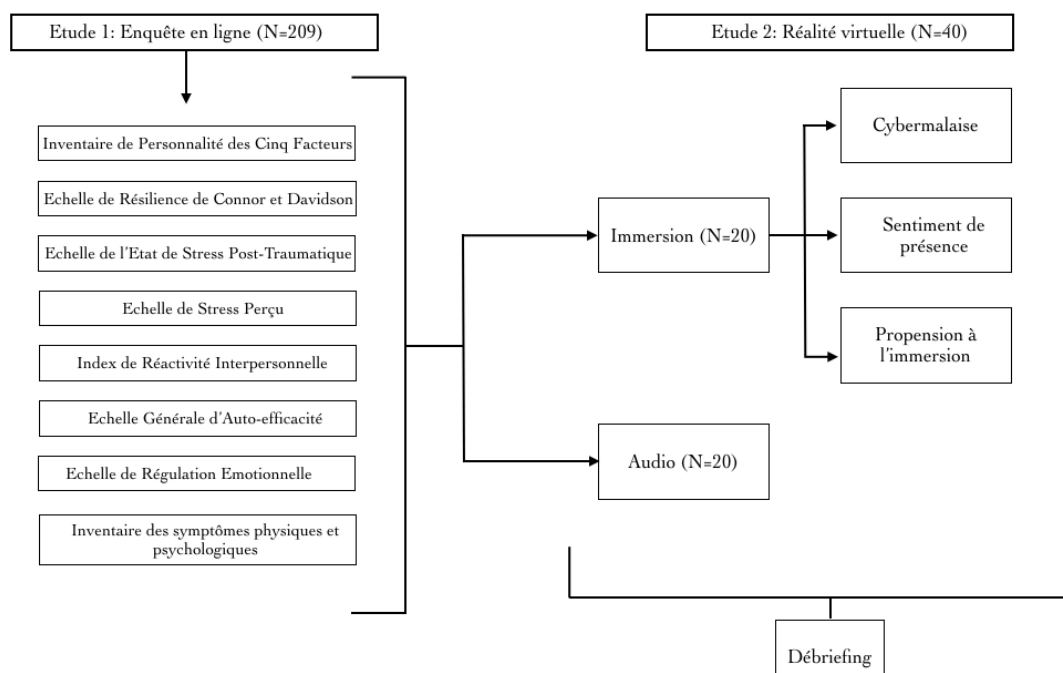 Etude 1: Enquête en ligne (N=209)
Inventaire de Personnalité des Cinq Facteurs
Echelle de Résilience de Connor et Davidson
Echelle de l'Etat de Stress Post-Traumatique
Echelle de Stress Perçu
Index de Réactivité Interpersonnelle
Echelle Générale d'Auto-efficacité
Echelle de Régulation Emotionnelle
Inventaire des symptômes physiques et
psychologiques
Etude 2: Réalité virtuelle (N=40)
Immersion (N=20)
Audio (N=20)
Cybermalaise
Sentiment de
présence
Propension à
l'immersion
Débriefing